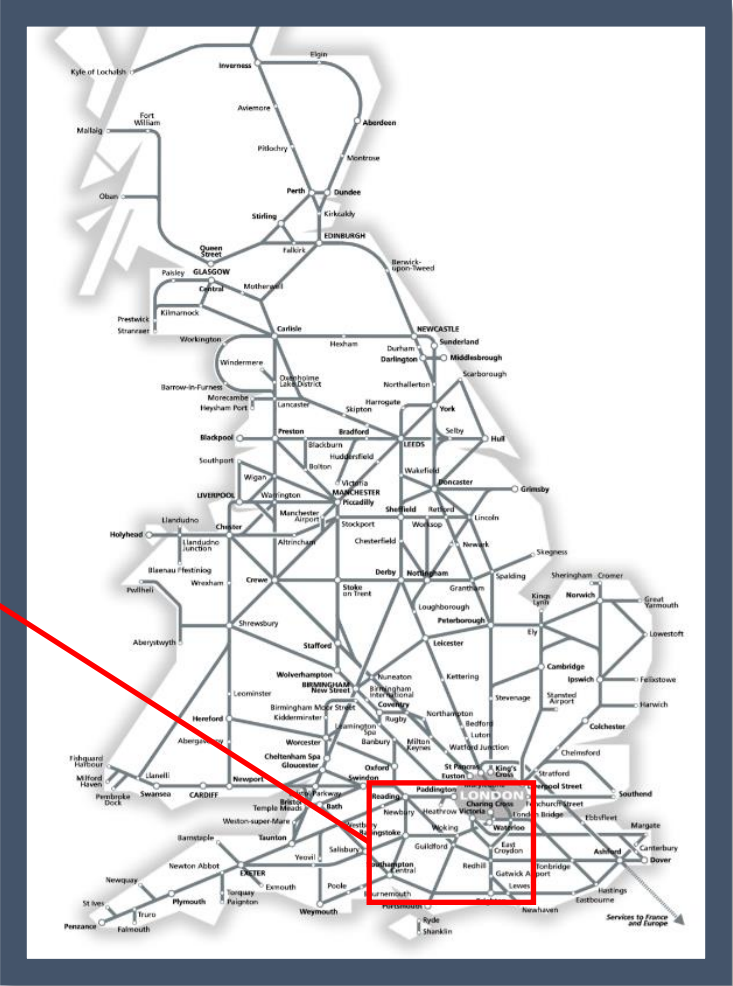 Elgin
Inverness
Kyle of Lochalsh
Aviemore
Fort
William
Mallaig
Aberdeen
Pitlochry
Montrose
Oban
Perth
Dundee
Stirling
Kirkcaldy
EDINBURGH
Queen
Street
Falkirk
Berwick-
upon-Tweed
Paisley
GLASGOW
Central
Motherwell
Prestwick
Kilmarnock
Stranraer
Carlisle
NEWCASTLE
Workington
Hexham
Sunderland
Durham
Darlington
Middlesbrough
Windermere
Scarborough
Oxenholme
Lake District
Barrow-in-Furness
Northallerton
Morecambe
Harrogate
Heysham Port
Lancaster
Skipton
York
Blackpool
Preston
Bradford
Selby
Hull
Blackburn
LEEDS
Southport
Huddersfield
Bolton
Wakefield
Wigan
Victoria
Doncaster
MANCHESTER
LIVERPOOL
Warrington
Piccadilly
Grimsby
Manchester
Airport
Sheffield
Retford
Llandudno
Chester
Stockport
Worksop
Lincoln
Holyhead
Llandudno
Junction
Altrincham
Chesterfield
Newark
Skegness
Blaenau Ffestiniog
Derby
Nottingham
Spalding
Sheringham
Cromer
Pwllheli
Wrexham
Crewe
Stoke
on Trent
Grantham
Kings
Lynn
Norwich
Great
Yarmouth
Loughborough
Shrewsbury
Peterborough
Ely
Lowestoft
Aberystwyth
Stafford
Leicester
Cambridge
Wolverhampton
Nuneaton
Kettering
Ipswich
Felixstowe
BIRMINGHAM
New Street
Birmingham
International
Leominster
Stevenage
Stansted
Airport
Birmingham Moor Street
Coventry
Harwich
Hereford
Kidderminster
Rugby
Northampton
Leamington
Spa
Bedford
Colchester
Worcester
Banbury
Milton
Keynes
Luton
Watford Junction
Chelmsford
Cheltenham Spa
Gloucester
Fishguard
Harbour
Oxford
St Pancras
King's
Cross
Milford
Haven
Llanelli
Newport
Swindon
Euston
Stratford
Pembroke
Dock
Swansea
CARDIFF
Parkway
Paddington
Liverpool Street
Southend
Bristol
Temple Meads
Bath
Reading
LONDON
Fenchurch Street
Newbury
Heathrow
Victoria
Charing Cross
London Bridge
Ebbsfleet
Weston-super-Mare
Waterloo
Margate
Barnstaple
Taunton
Basingstoke
Woking
East
Croydon
Canterbury
Salisbury
Guildford
Ashford
Dover
Newton Abbot
Yeovil
Southampton
Central
Redhill
Tonbridge
EXETER
Gatwick Airport
Newquay
Exmouth
Poole
Bournemouth
Lewes
Hastings
St Ives
Plymouth
Torquay
Paignton
Eastbourne
Weymouth
Portsmouth
Newhaven
Truro
Penzance
Falmouth
Ryde
Shanklin
Services to France
and Europe